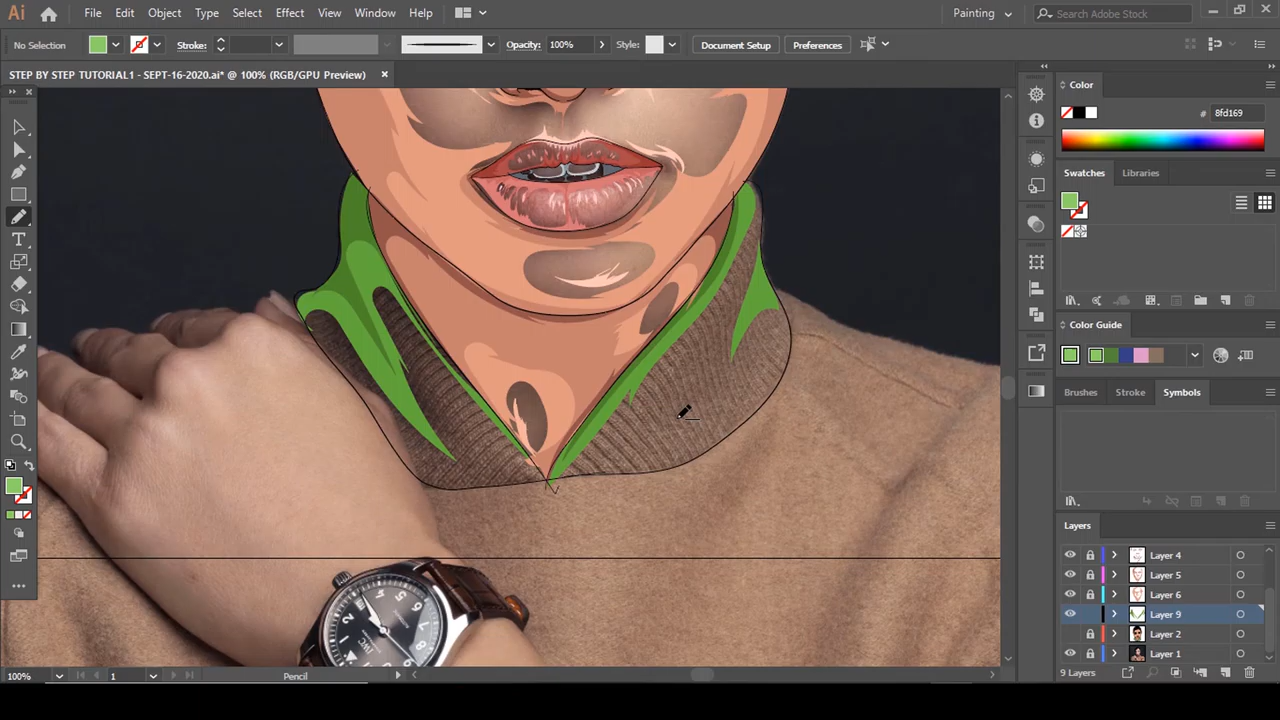 Ai File Edit Object Type Select Effect View Window Help Painting Search Adobe Stock
No Selection Stroke: Opacity: 100% Style: Document Setup Preferences
STEP BY STEP TUTORIAL1 - SEPT-16-2020.ai* @ 100% (RGB/GPU Preview)
Color
# 8fd169
Swatches Libraries
Color Guide
Brushes Stroke Symbols
Layers
Layer 4
Layer 5
Layer 6
Layer 9
Layer 2
Layer 1
9 Layers
IWC
100% 1 Pencil